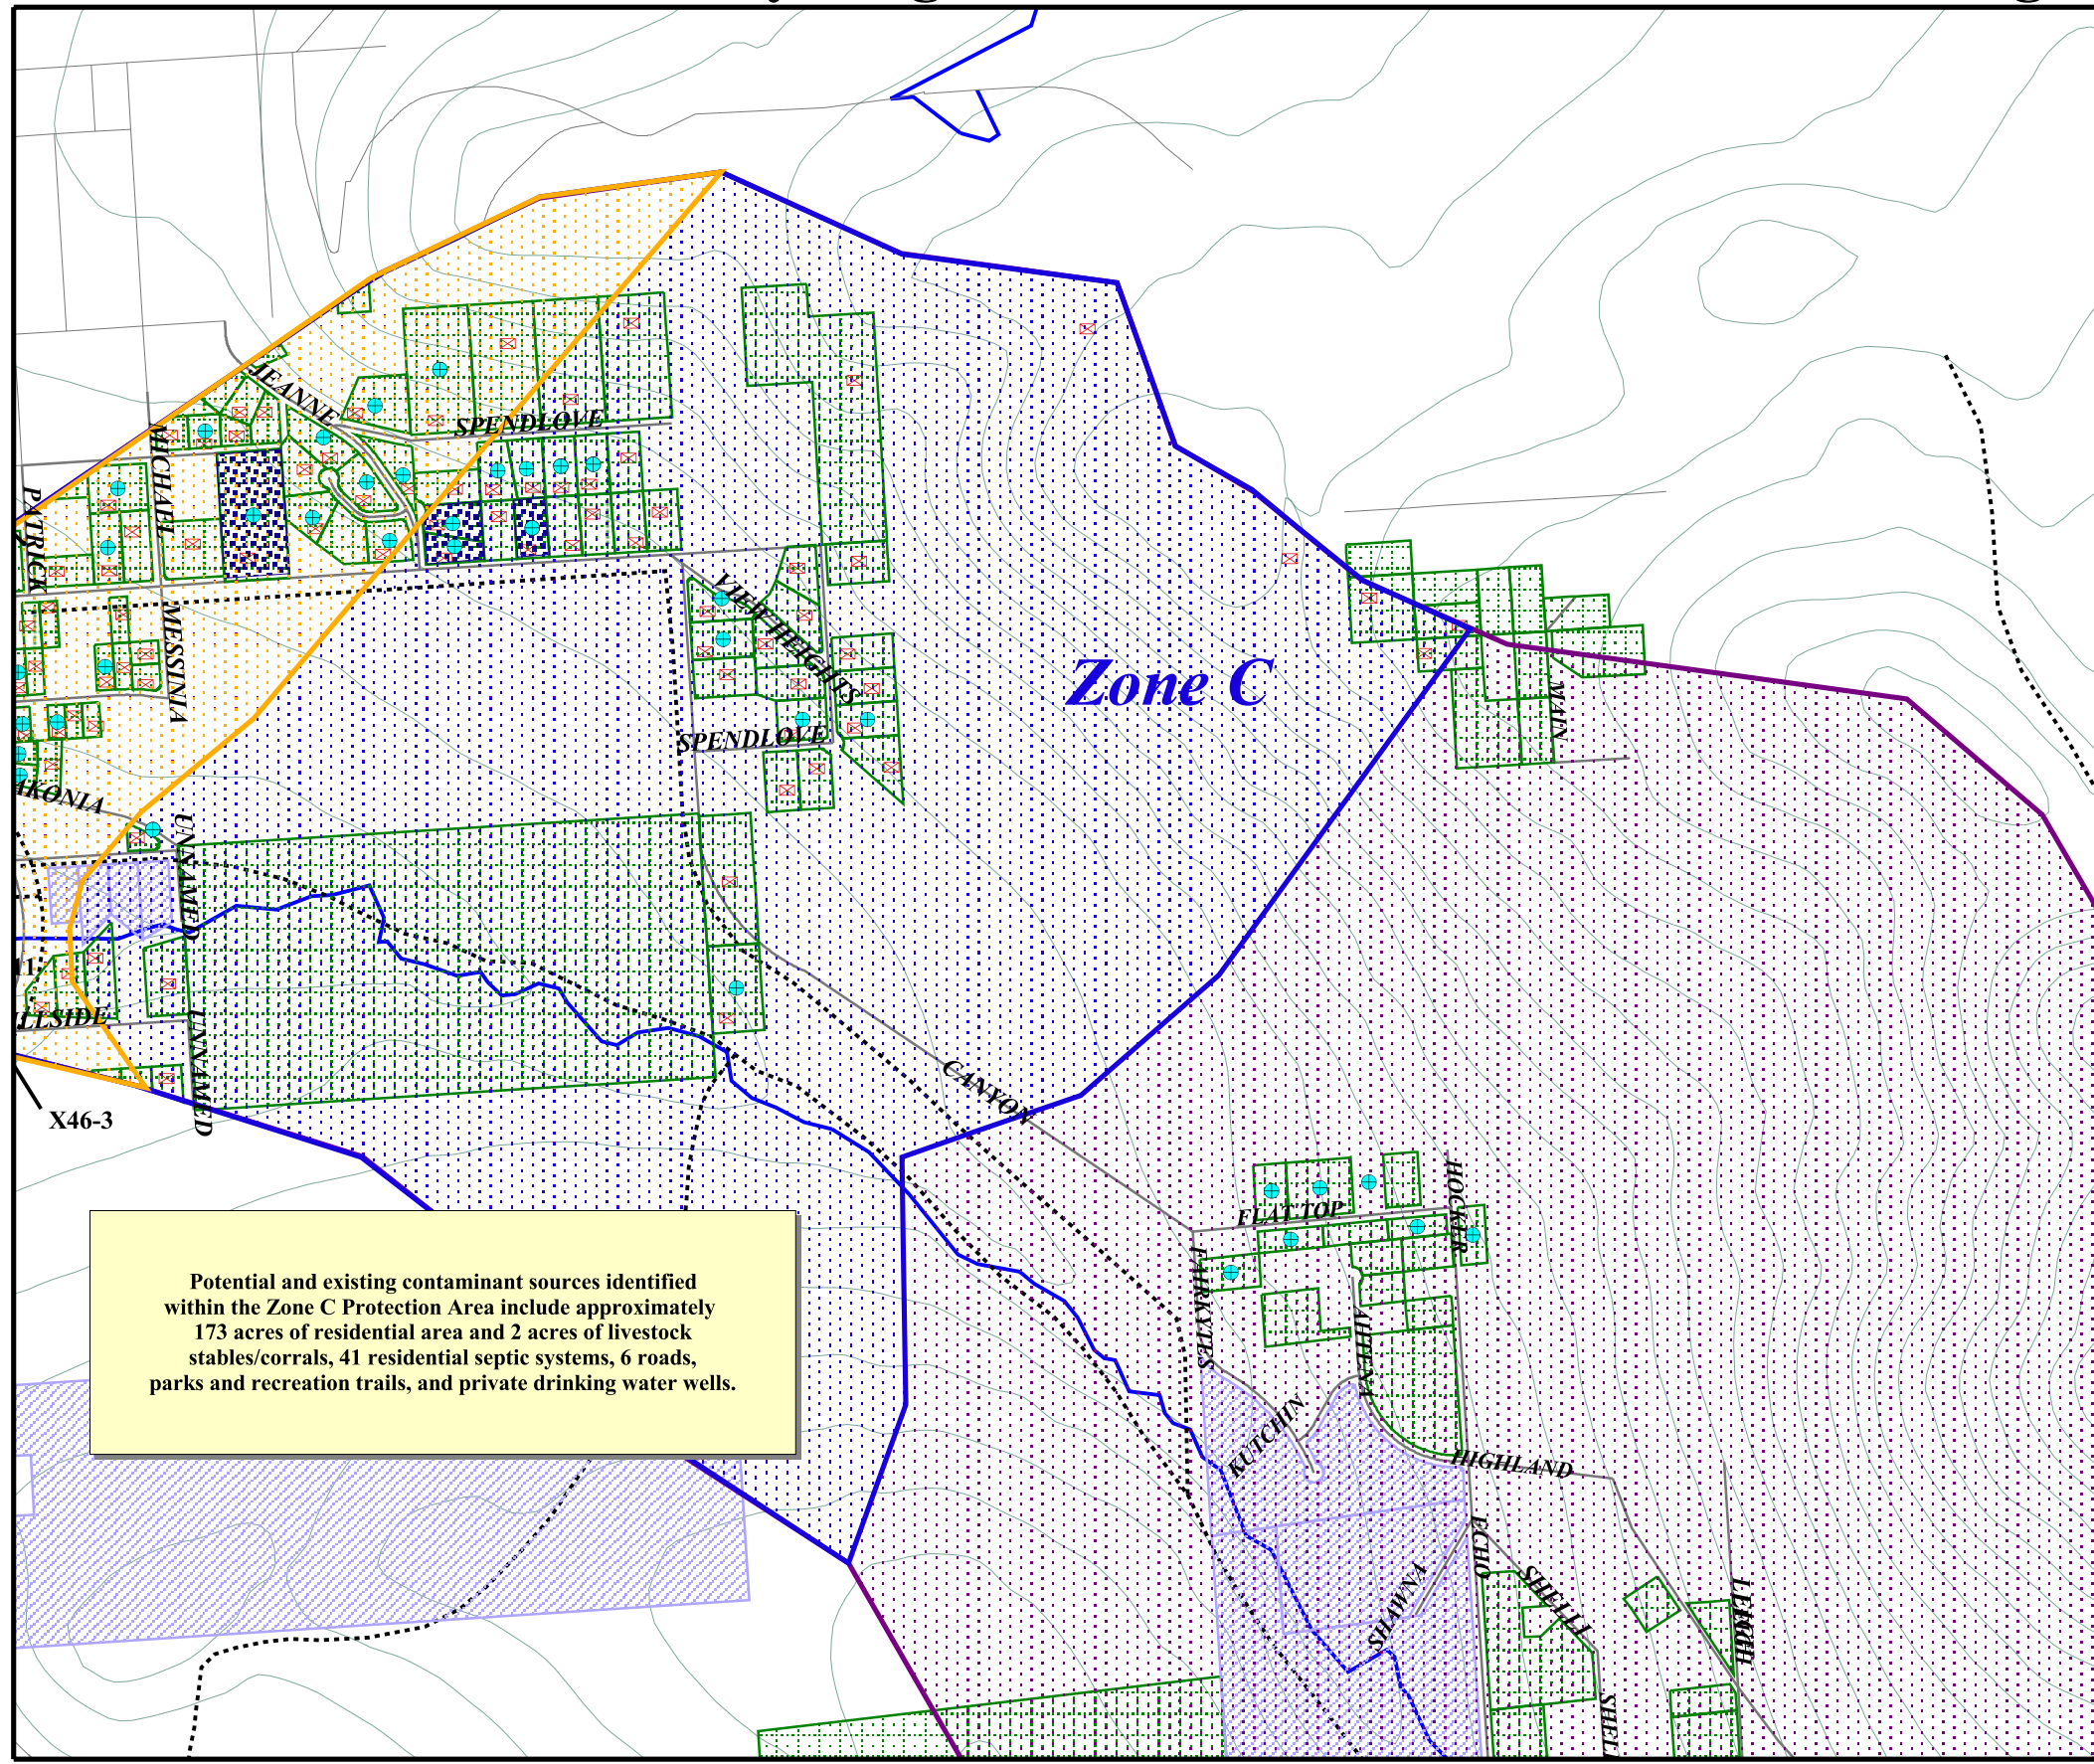 JEANNE
SPENDLOVE
MICHAEL
PATRICK
MESSINIA
VIEW HEIGHTS
Zone C
MAIN
SPENDLOVE
AKONIA
UNNAMED
ILLSIDE
UNNAMED
X46-3
CANYON
HOCKER
FLAT TOP
FAIRKYTES
Potential and existing contaminant sources identified
within the Zone C Protection Area include approximately
173 acres of residential area and 2 acres of livestock
stables/corrals, 41 residential septic systems, 6 roads,
parks and recreation trails, and private drinking water wells.
KUTCHIN
HIGHLAND
ECHO
SHAWNA